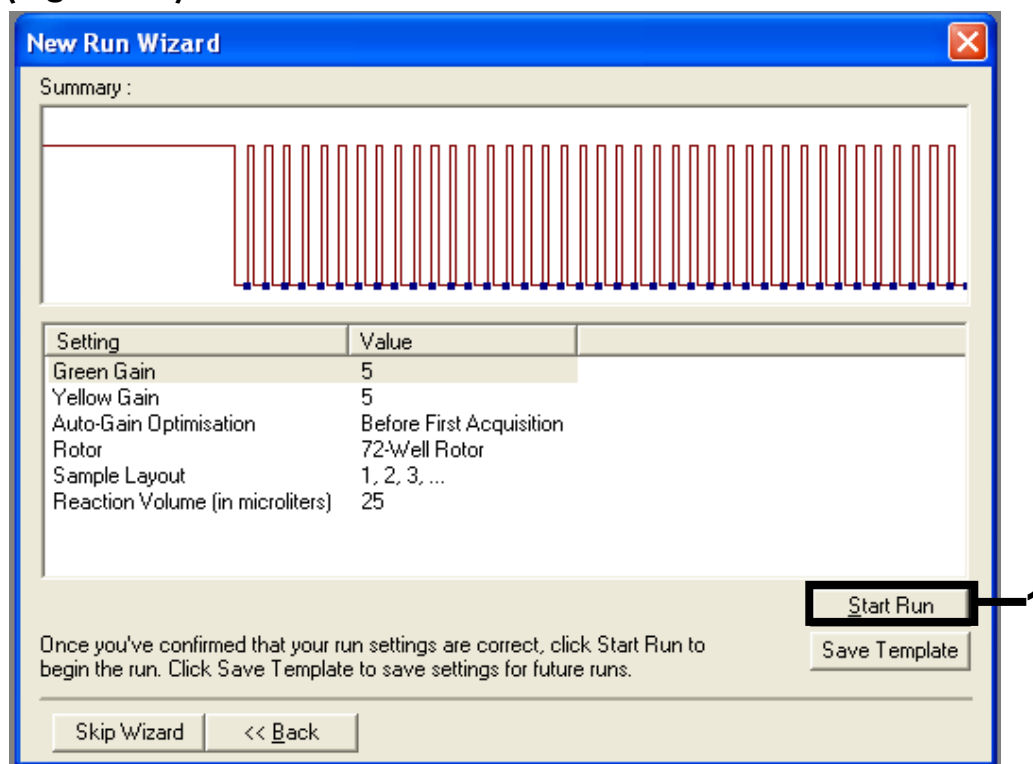 New Run Wizard
Summary :
Setting Value
Green Gain 5
Yellow Gain 5
Auto-Gain Optimisation Before First Acquisition
Rotor 72-Well Rotor
Sample Layout 1, 2, 3, ...
Reaction Volume (in microliters) 25
Start Run
Once you've confirmed that your run settings are correct, click Start Run to
begin the run. Click Save Template to save settings for future runs.
Save Template
Skip Wizard << Back